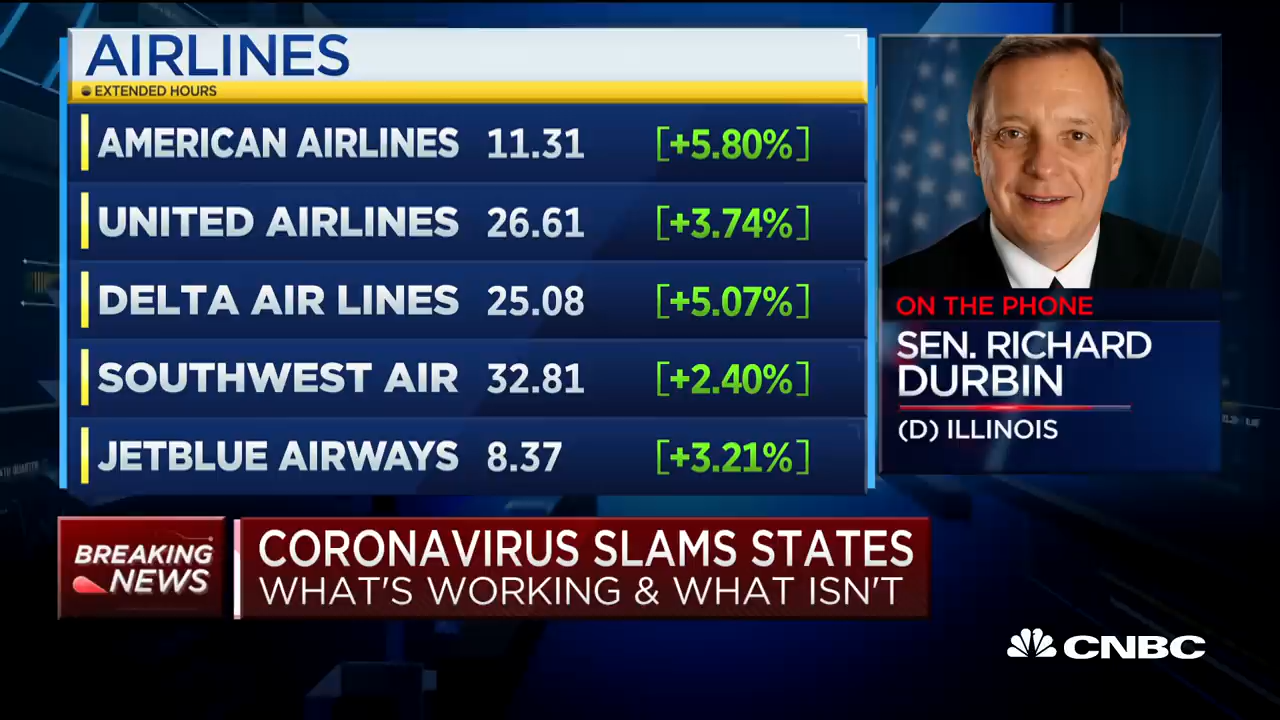 AIRLINES
EXTENDED HOURS
AMERICAN AIRLINES 11.31 [+5.80%]
UNITED AIRLINES 26.61 [+3.74%]
DELTA AIR LINES 25.08 [+5.07%]
SOUTHWEST AIR 32.81 [+2.40%]
JETBLUE AIRWAYS 8.37 [+3.21%]
ON THE PHONE
SEN. RICHARD
DURBIN
(D) ILLINOIS
BREAKING
NEWS
CORONAVIRUS SLAMS STATES
WHAT'S WORKING & WHAT ISN'T
CNBC